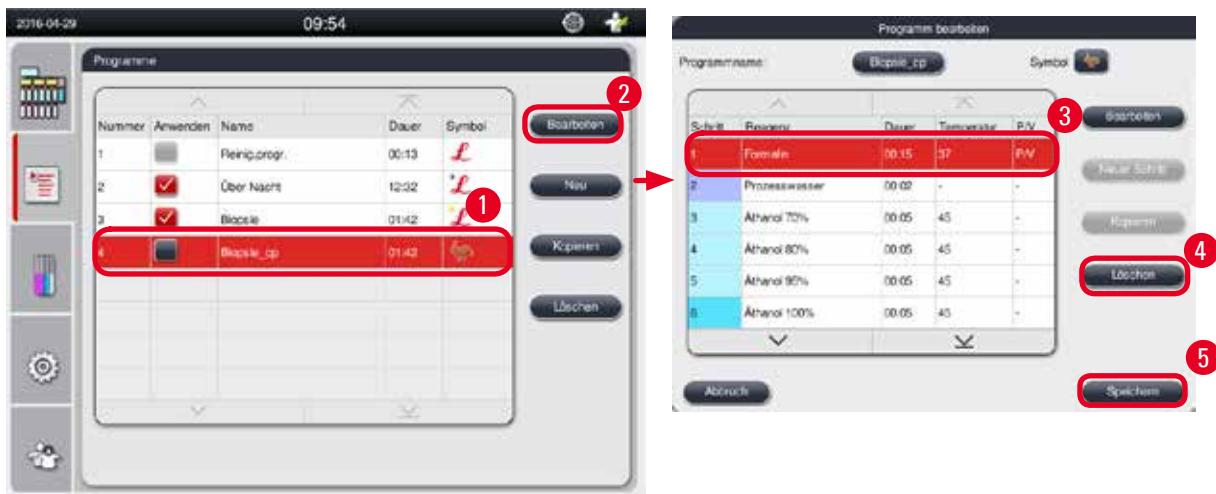 2016-04-29 09:54
Programme
Nummer Anwenden Name Dauer Symbol
1 Reinig.progr. 00:13
2 Über Nacht 12:32
3 Biopsie 01:42
4 Biopsie_cp 01:42
Bearbeiten
Neu
Kopieren
Löschen
1
2
Programm bearbeiten
Programmname: Biopsie_cp Symbol
Schritt Reagenz Dauer Temperatur P/V
1 Formalin 00:15 37 P/V
2 Prozesswasser 00:02 - -
3 Äthanol 70% 00:05 45 -
4 Äthanol 80% 00:05 45 -
5 Äthanol 95% 00:05 45 -
6 Äthanol 100% 00:05 45 -
Bearbeiten
Neuer Schritt
Kopieren
Löschen
Abbruch
Speichern
3
4
5